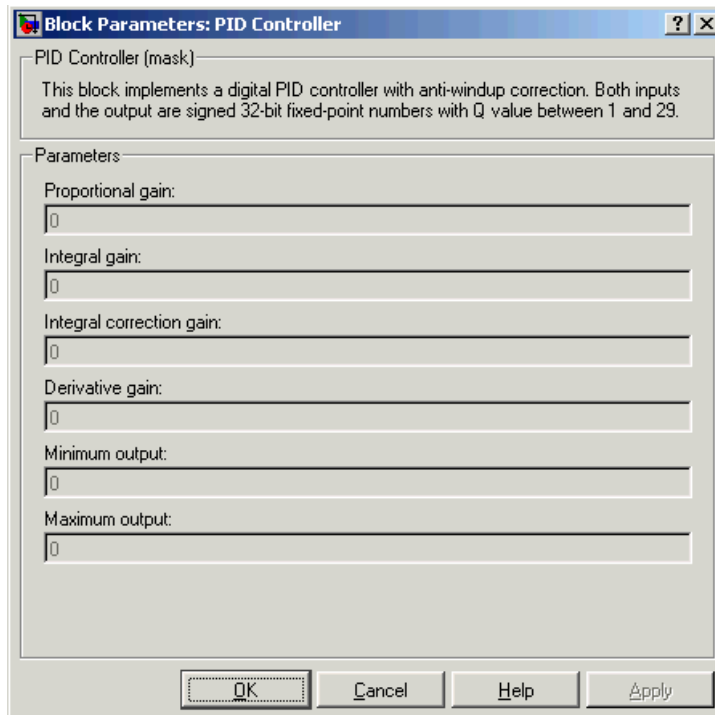 Block Parameters: PID Controller
PID Controller (mask)
This block implements a digital PID controller with anti-windup correction. Both inputs
and the output are signed 32-bit fixed-point numbers with Q value between 1 and 29.
Parameters
Proportional gain:
0
Integral gain:
0
Integral correction gain:
0
Derivative gain:
0
Minimum output:
0
Maximum output:
0
OK Cancel Help Apply